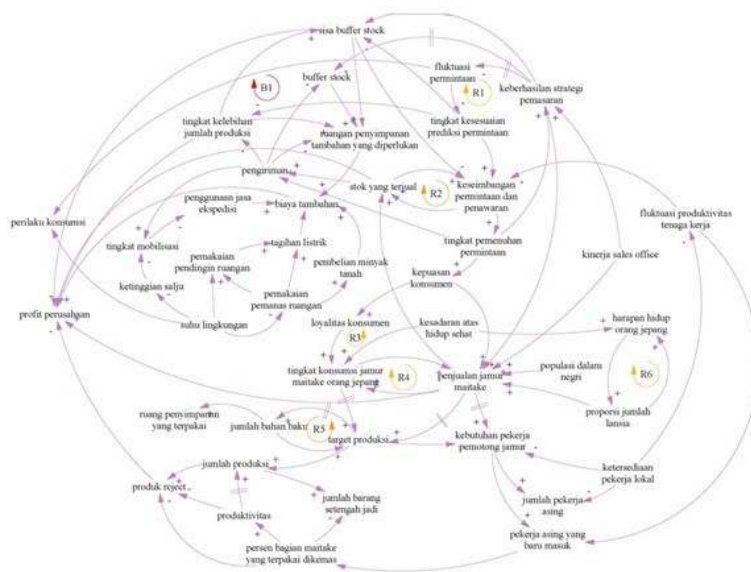 sisa buffer stock
fluktuasi
permintaan
buffer stock
B1
R1
keberhasilan strategi
pemasaran
tingkat kelebihan
jumlah produksi
ruangan penyimpanan
tambahan yang diperlukan
tingkat kesesuaian
prediksi permintaan
pengiriman
stok yang terjual
R2
keseimbangan
permintaan dan
penawaran
penggunaan jasa
ekspedisi
biaya tambahan
perilaku konsumsi
fluktuasi produktivitas
tenaga kerja
tingkat mobilisasi
tagihan listrik
tingkat pemenuhan
permintaan
pemakaian
pendingin ruangan
pembelian minyak
tanah
kepuasan
konsumen
kinerja sales office
ketinggian salju
pemakaian
pemanas ruangan
profit perusahaan
suhu lingkungan
loyalitas konsumen
R3
kesadaran atas
hidup sehat
harapan hidup
orang jepang
tingkat konsumsi jamur
maitake orang jepang
R4
penjualan jamur
maitake
populasi dalam
negri
R6
proporsi jumlah
lansia
ruang penyimpanan
yang terpakai
jumlah bahan baku
R5
target produksi
kebutuhan pekerja
pemotong jamur
jumlah produksi
ketersediaan
pekerja lokal
produk reject
jumlah barang
setengah jadi
jumlah pekerja
asing
produktivitas
pekerja asing yang
baru masuk
persen bagian maitake
yang terpakai dikemas